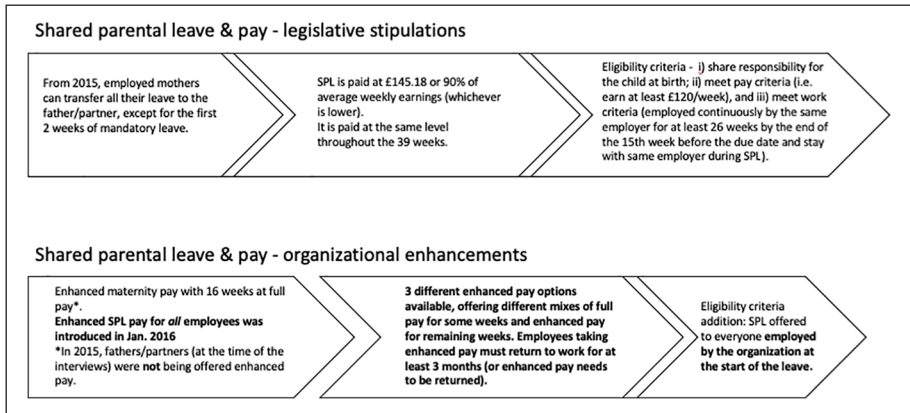 Shared parental leave & pay - legislative stipulations
From 2015, employed mothers
can transfer all their leave to the
father/partner, except for the first
2 weeks of mandatory leave.
SPL is paid at £145.18 or 90% of
average weekly earnings (whichever
is lower).
It is paid at the same level
throughout the 39 weeks.
Eligibility criteria - i) share responsibility for
the child at birth; ii) meet pay criteria (i.e.
earn at least £120/week), and iii) meet work
criteria (employed continuously by the same
employer for at least 26 weeks by the end of
the 15th week before the due date and stay
with same employer during SPL).
Shared parental leave & pay - organizational enhancements
Enhanced maternity pay with 16 weeks at full
pay*.
Enhanced SPL pay for all employees was
introduced in Jan. 2016
*In 2015, fathers/partners (at the time of the
interviews) were not being offered enhanced
pay.
3 different enhanced pay options
available, offering different mixes of full
pay for some weeks and enhanced pay
for remaining weeks. Employees taking
enhanced pay must return to work for at
least 3 months (or enhanced pay needs
to be returned).
Eligibility criteria
addition: SPL offered
to everyone employed
by the organization at
the start of the leave.